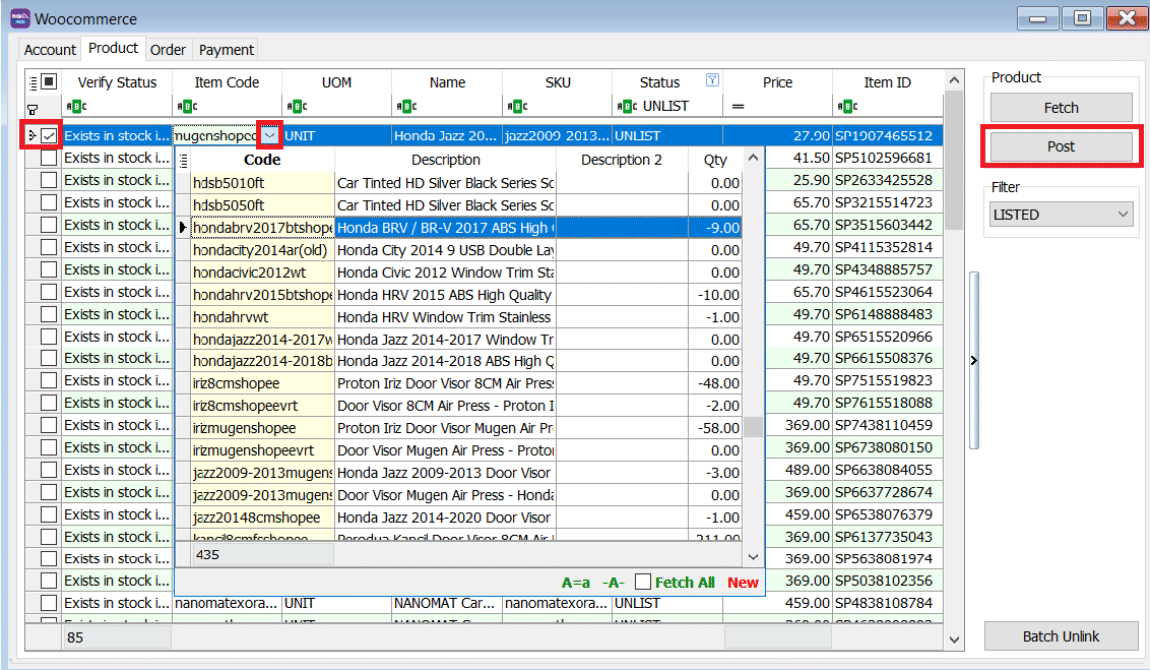 Woocommerce
Account Product Order Payment
Verify Status Item Code UOM Name SKU Status Price Item ID
ABC ABC ABC ABC ABC ABC UNLIST = ABC
Exists in stock i... mugenshopee UNIT Honda Jazz 20... jazz2009 2013... UNLIST 27.90 SP1907465512
Exists in stock i... Code Description Description 2 Qty 41.50 SP5102596681
Exists in stock i... hdsb5010ft Car Tinted HD Silver Black Series Sc 0.00 25.90 SP2633425528
Exists in stock i... hdsb5050ft Car Tinted HD Silver Black Series Sc 0.00 65.70 SP3215514723
Exists in stock i... hondabrv2017btshope Honda BRV / BR-V 2017 ABS High -9.00 65.70 SP3515603442
Exists in stock i... hondacity2014ar(old) Honda City 2014 9 USB Double Lay 0.00 49.70 SP4115352814
Exists in stock i... hondacivic2012wt Honda Civic 2012 Window Trim Sta 0.00 49.70 SP4348885757
Exists in stock i... hondahrv2015btshope Honda HRV 2015 ABS High Quality -10.00 65.70 SP4615523064
Exists in stock i... hondahrvwt Honda HRV Window Trim Stainless -1.00 65.70 SP6148888483
Exists in stock i... hondajazz2014-2017w Honda Jazz 2014-2017 Window Tr 0.00 49.70 SP6515520966
Exists in stock i... hondajazz2014-2018b Honda Jazz 2014-2018 ABS High Q 0.00 49.70 SP6615508376
Exists in stock i... iriz8cmshopee Proton Iriz Door Visor 8CM Air Press -48.00 49.70 SP7515519823
Exists in stock i... iriz8cmshopeevrt Door Visor 8CM Air Press - Proton I -2.00 49.70 SP7615518088
Exists in stock i... irizmugenshopee Proton Iriz Door Visor Mugen Air Pr -58.00 369.00 SP7438110459
Exists in stock i... irizmugenshopeevrt Door Visor Mugen Air Press - Proto 0.00 369.00 SP6738080150
Exists in stock i... jazz2009-2013mugens Honda Jazz 2009-2013 Door Visor -3.00 489.00 SP6638084055
Exists in stock i... jazz2009-2013mugens Door Visor Mugen Air Press - Honda 0.00 369.00 SP6637728674
Exists in stock i... jazz20148cmshopee Honda Jazz 2014-2020 Door Visor -1.00 459.00 SP6538076379
Exists in stock i... kancil8cmfcshopee Perodua Kancil Door Visor 8CM Air -211.00 369.00 SP6137735043
Exists in stock i... 435 369.00 SP5638081974
Exists in stock i... A=a -A- Fetch All New 369.00 SP5038102356
Exists in stock i... nanomatexora... UNIT NANOMAT Car... nanomatexora... UNLIST 459.00 SP4838108784
85
Product
Fetch
Post
Filter
LISTED
Batch Unlink